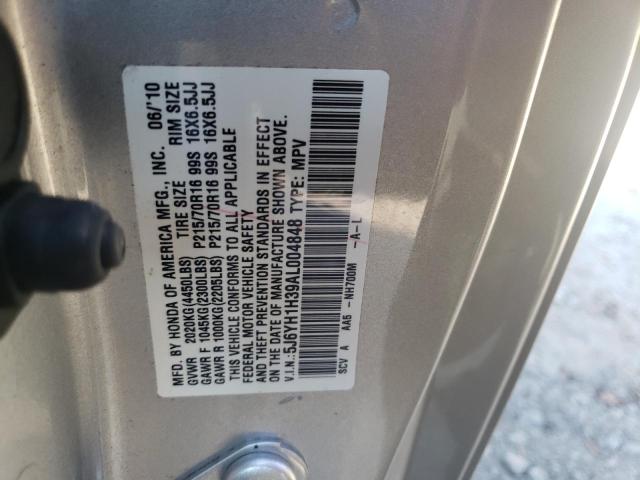 MFD. BY HONDA OF AMERICA MFG., INC. 06/'10
GVWR 2020KG(4450LBS) TIRE SIZE RIM SIZE
GAWR F 1045KG(2300LBS) P215/70R16 99S 16X6.5JJ
GAWR R 1000KG(2205LBS) P215/70R16 99S 16X6.5JJ
THIS VEHICLE CONFORMS TO ALL APPLICABLE
FEDERAL MOTOR VEHICLE SAFETY
AND THEFT PREVENTION STANDARDS IN EFFECT
ON THE DATE OF MANUFACTURE SHOWN ABOVE.
V.I.N.:5J6YH1H39AL004848 TYPE: MPV
SCV A AA5 -NH700M -A-L